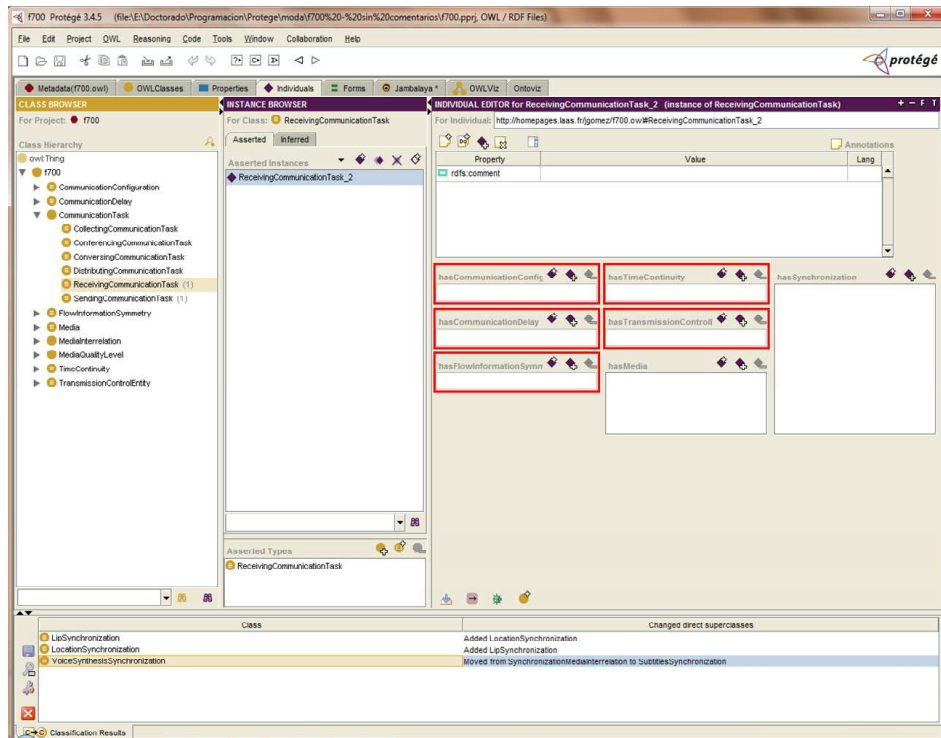 f700 Protégé 3.4.5 (file:\E:\Doctorado\Programacion\Protege\moda\f700%20-%20sin%20comentarios\f700.pprj, OWL / RDF Files)
File Edit Project OWL Reasoning Code Tools Window Collaboration Help
protégé
Metadata(f700.owl) OWLClasses Properties Individuals Forms Jambalaya * OWLViz Ontoviz
CLASS BROWSER
For Project: f700
Class Hierarchy
owl:Thing
f700
CommunicationConfiguration
CommunicationDelay
CommunicationTask
CollectingCommunicationTask
ConferencingCommunicationTask
ConversingCommunicationTask
DistributingCommunicationTask
ReceivingCommunicationTask (1)
SendingCommunicationTask (1)
FlowInformationSymmetry
Media
MediaInterrelation
MediaQualityLevel
TimeContinuity
TransmissionControlEntity
INSTANCE BROWSER
For Class: ReceivingCommunicationTask
Asserted Inferred
Asserted Instances
ReceivingCommunicationTask_2
Asserted Types
ReceivingCommunicationTask
INDIVIDUAL EDITOR for ReceivingCommunicationTask_2 (instance of ReceivingCommunicationTask) + - F T
For Individual: http://homepages.laas.fr/jgomez/f700.owl#ReceivingCommunicationTask_2
Annotations
Property Value Lang
rdfs:comment
hasCommunicationConfig hasTimeContinuity hasSynchronization
hasCommunicationDelay hasTransmissionControll
hasFlowInformationSymm hasMedia
Class Changed direct superclasses
LipSynchronization Added LocationSynchronization
LocationSynchronization Added LipSynchronization
VoiceSynthesisSynchronization Moved from SynchronizationMediaInterrelation to SubtitlesSynchronization
C→C Classification Results